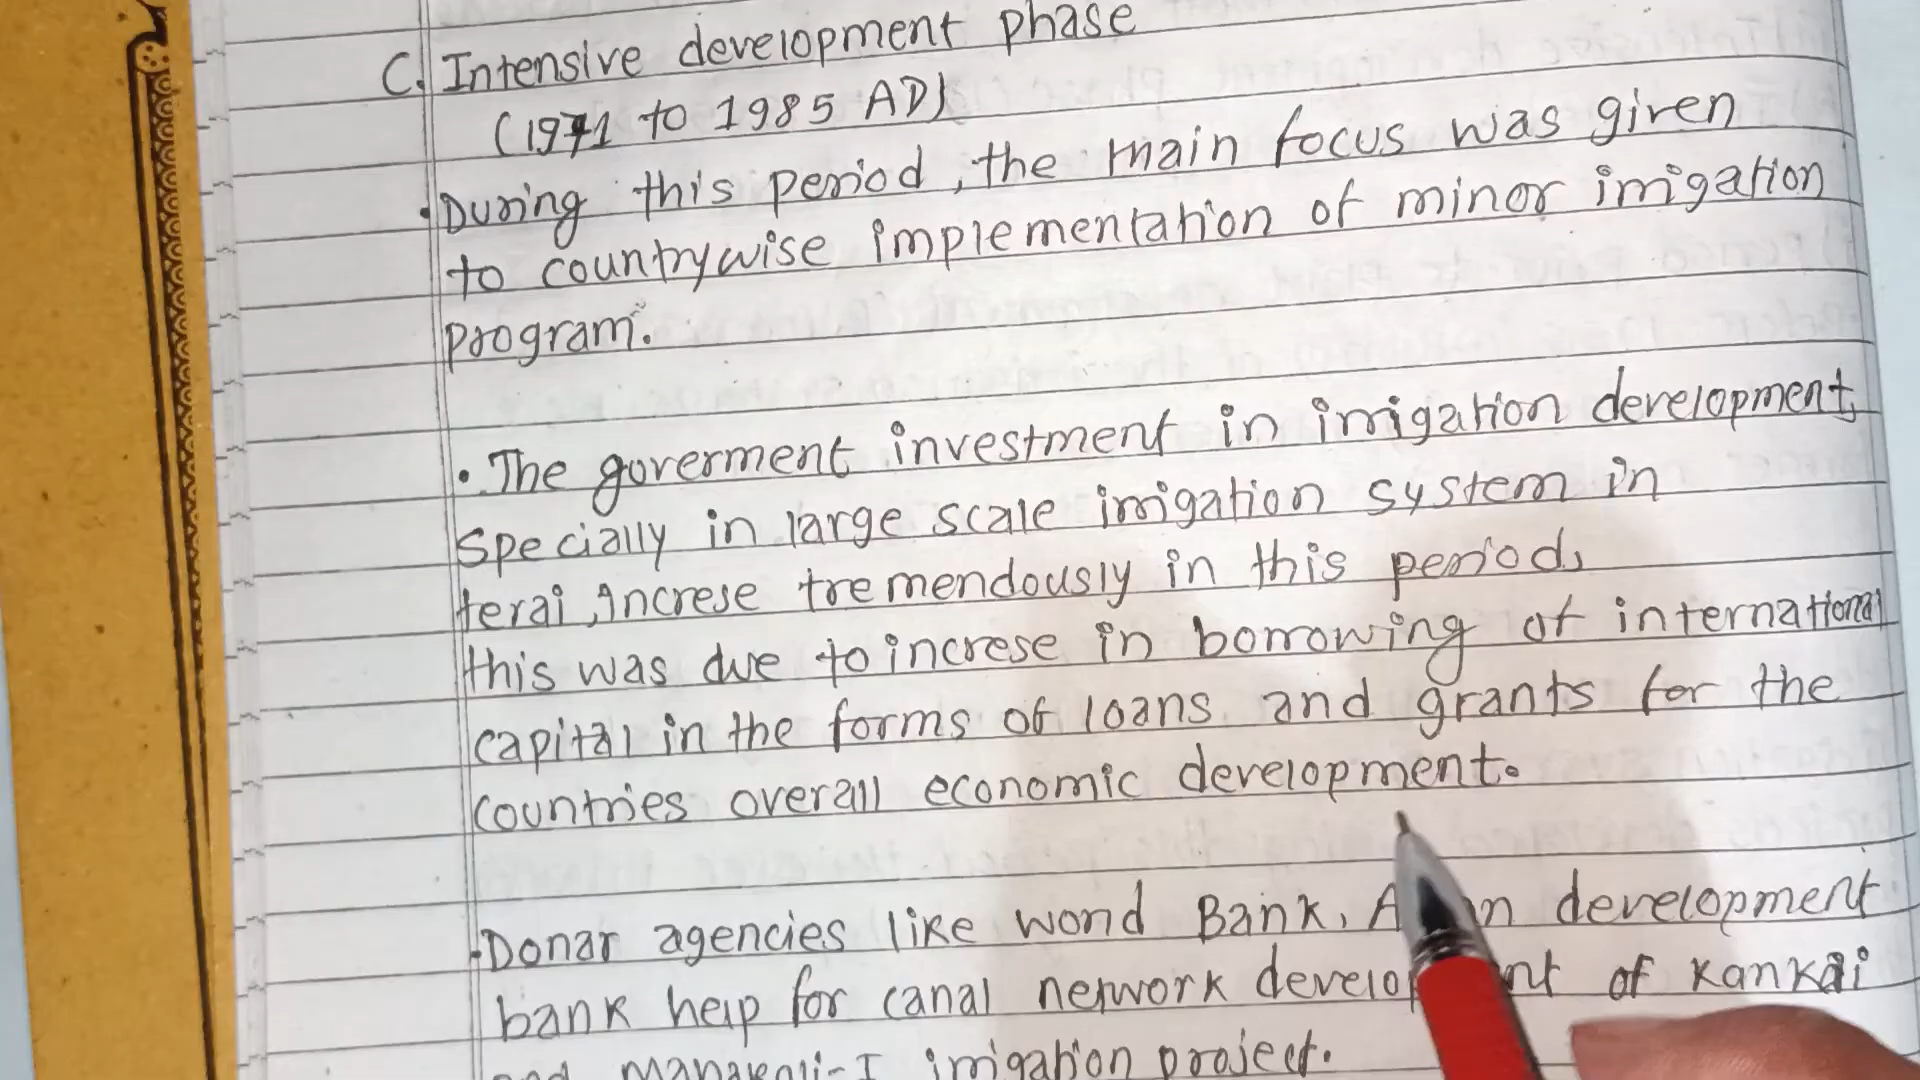 C. Intensive development phase
(1971 to 1985 AD)
• During this period, the main focus was given
to countrywise implementation of minor irrigation
program.
• The goverment investment in irrigation development,
specially in large scale irrigation system in
terai, increse tremendously in this period,
this was due to increse in borrowing of international
capital in the forms of loans and grants for the
countries overall economic development.
• Donar agencies like world Bank, development
bank help for canal network of Kankai
irrigation project.